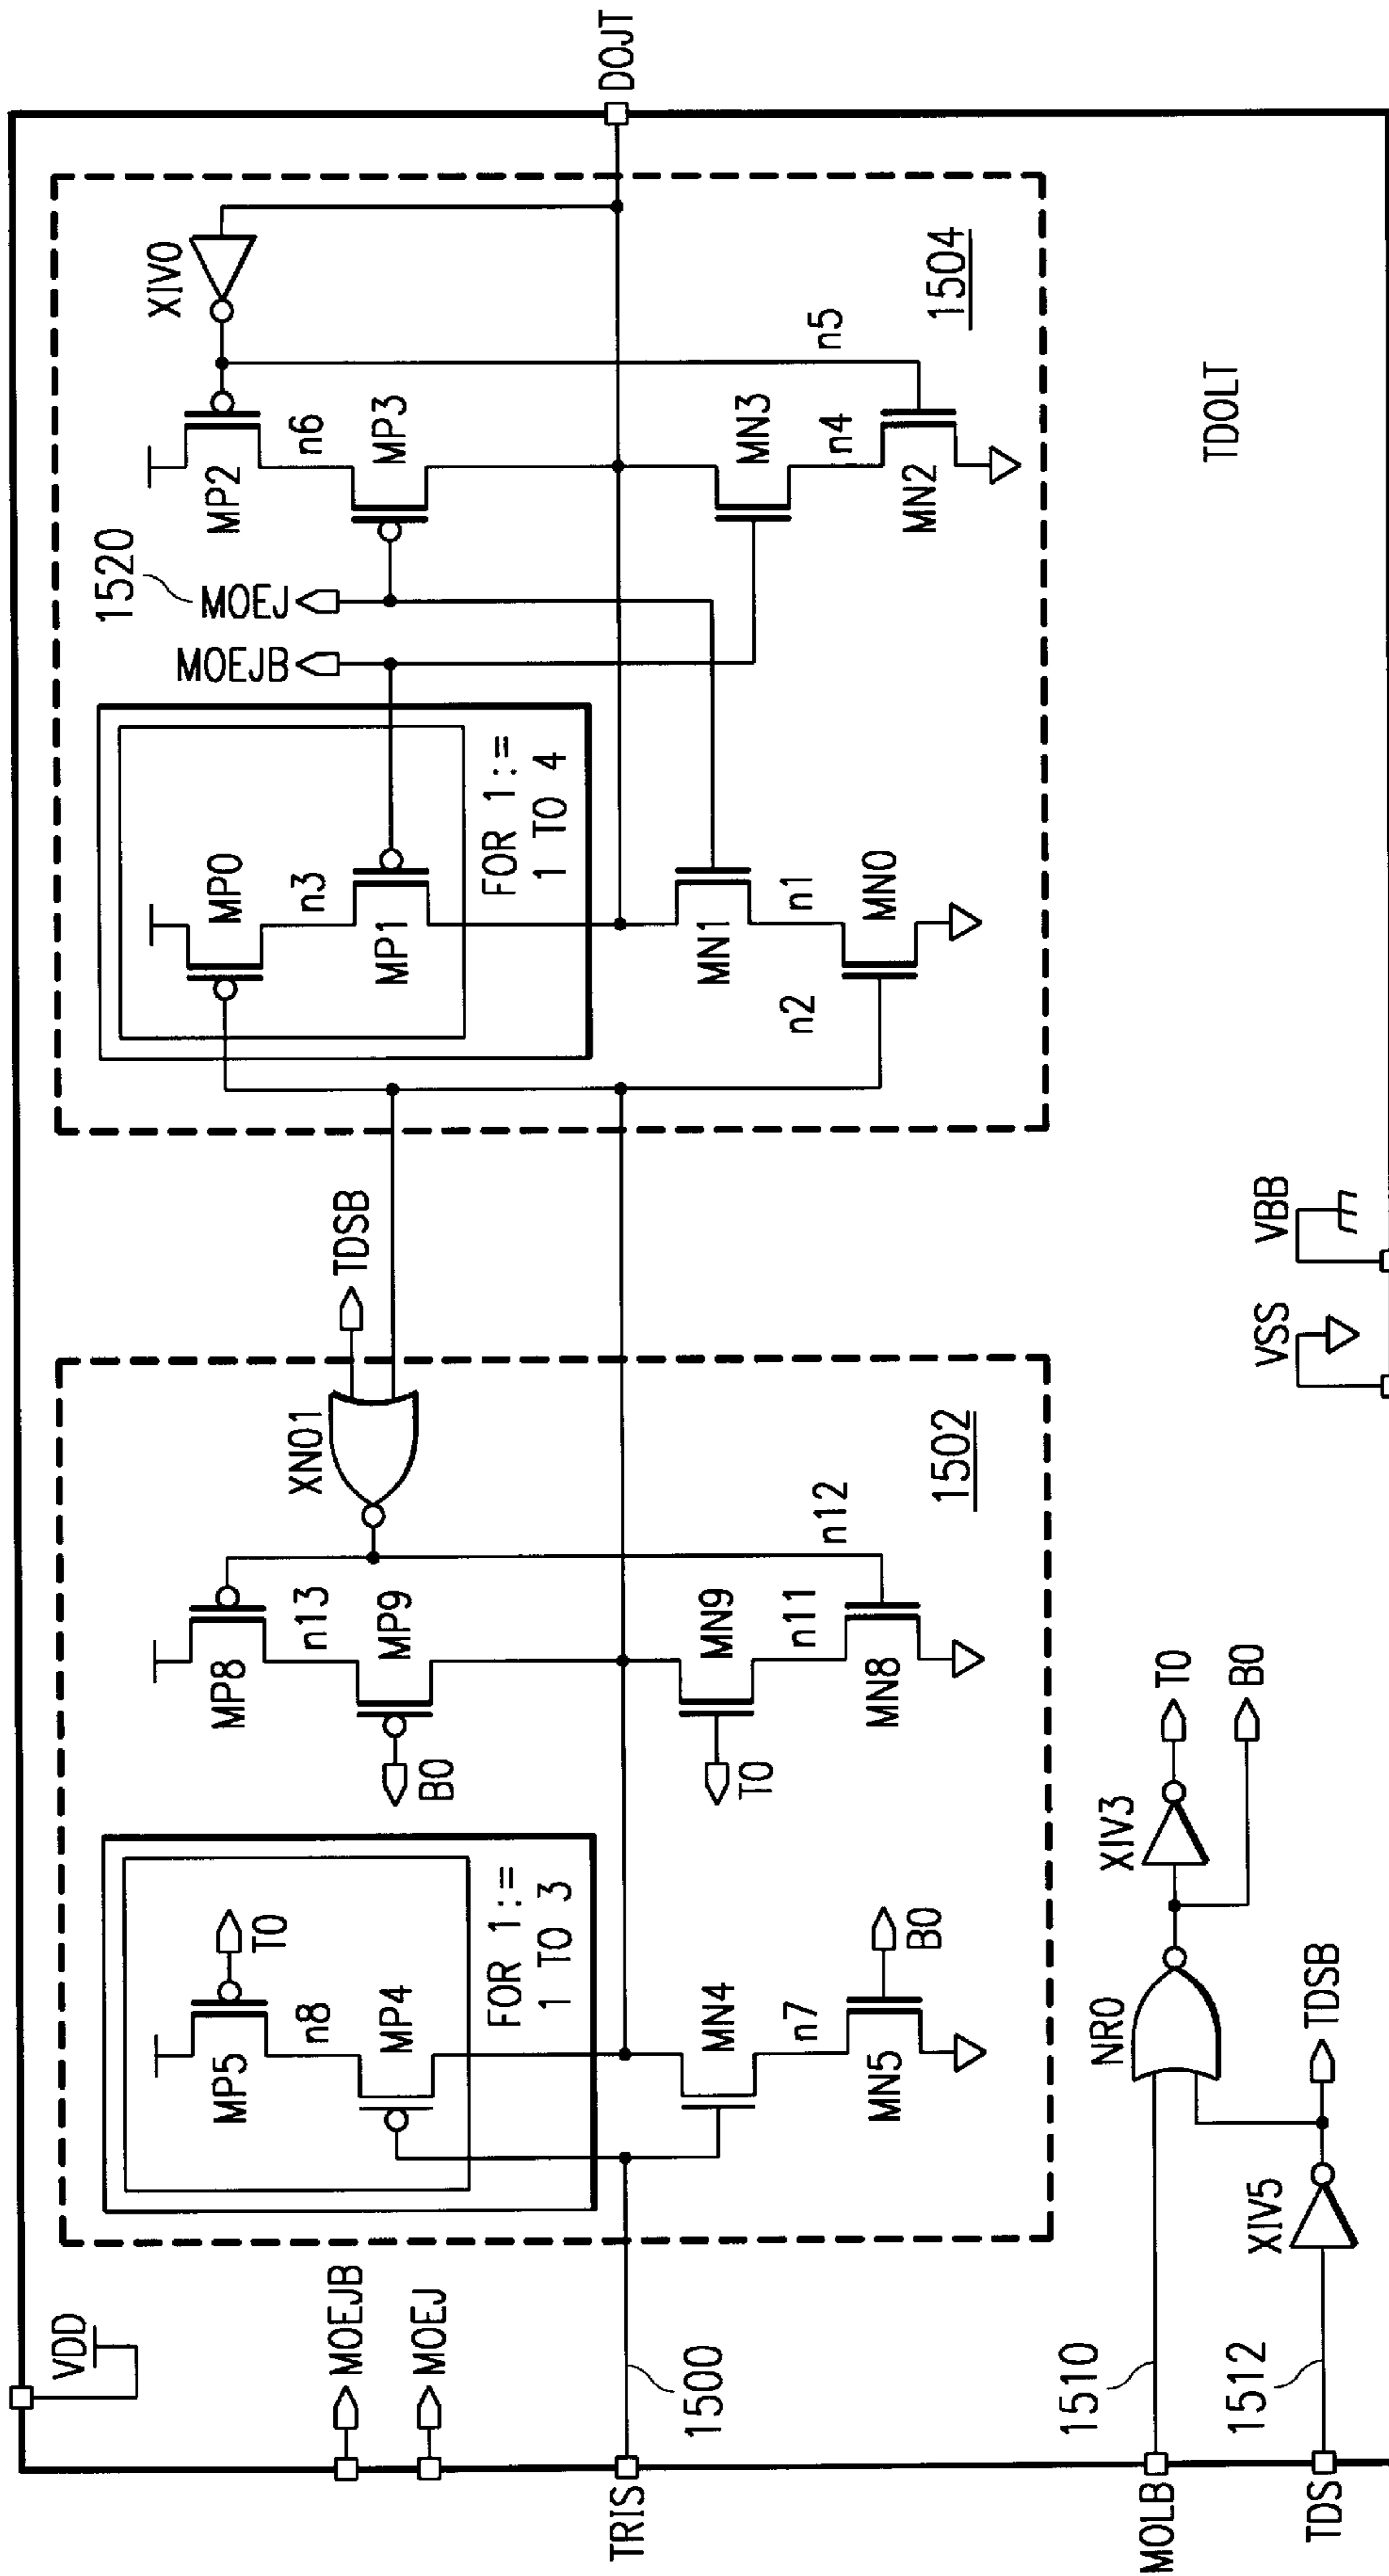 VDD
MOEJB
MOEJ
TRIS
1500
MOLB
1510
TDS
1512
MP5
T0
n8
MP4
FOR 1:=
1 TO 3
MN4
n7
MN5
B0
MP8
n13
MP9
B0
MN9
T0
n11
MN8
n12
XN01
TDSB
1502
XIV5
TDSB
NR0
XIV3
T0
B0
VSS
VBB
MP0
n3
MP1
FOR 1:=
1 TO 4
MN1
n1
n2
MN0
MOEJB
MOEJ
1520
MP2
n6
MP3
XIV0
MN3
n4
MN2
n5
1504
DOJT
TDOLT